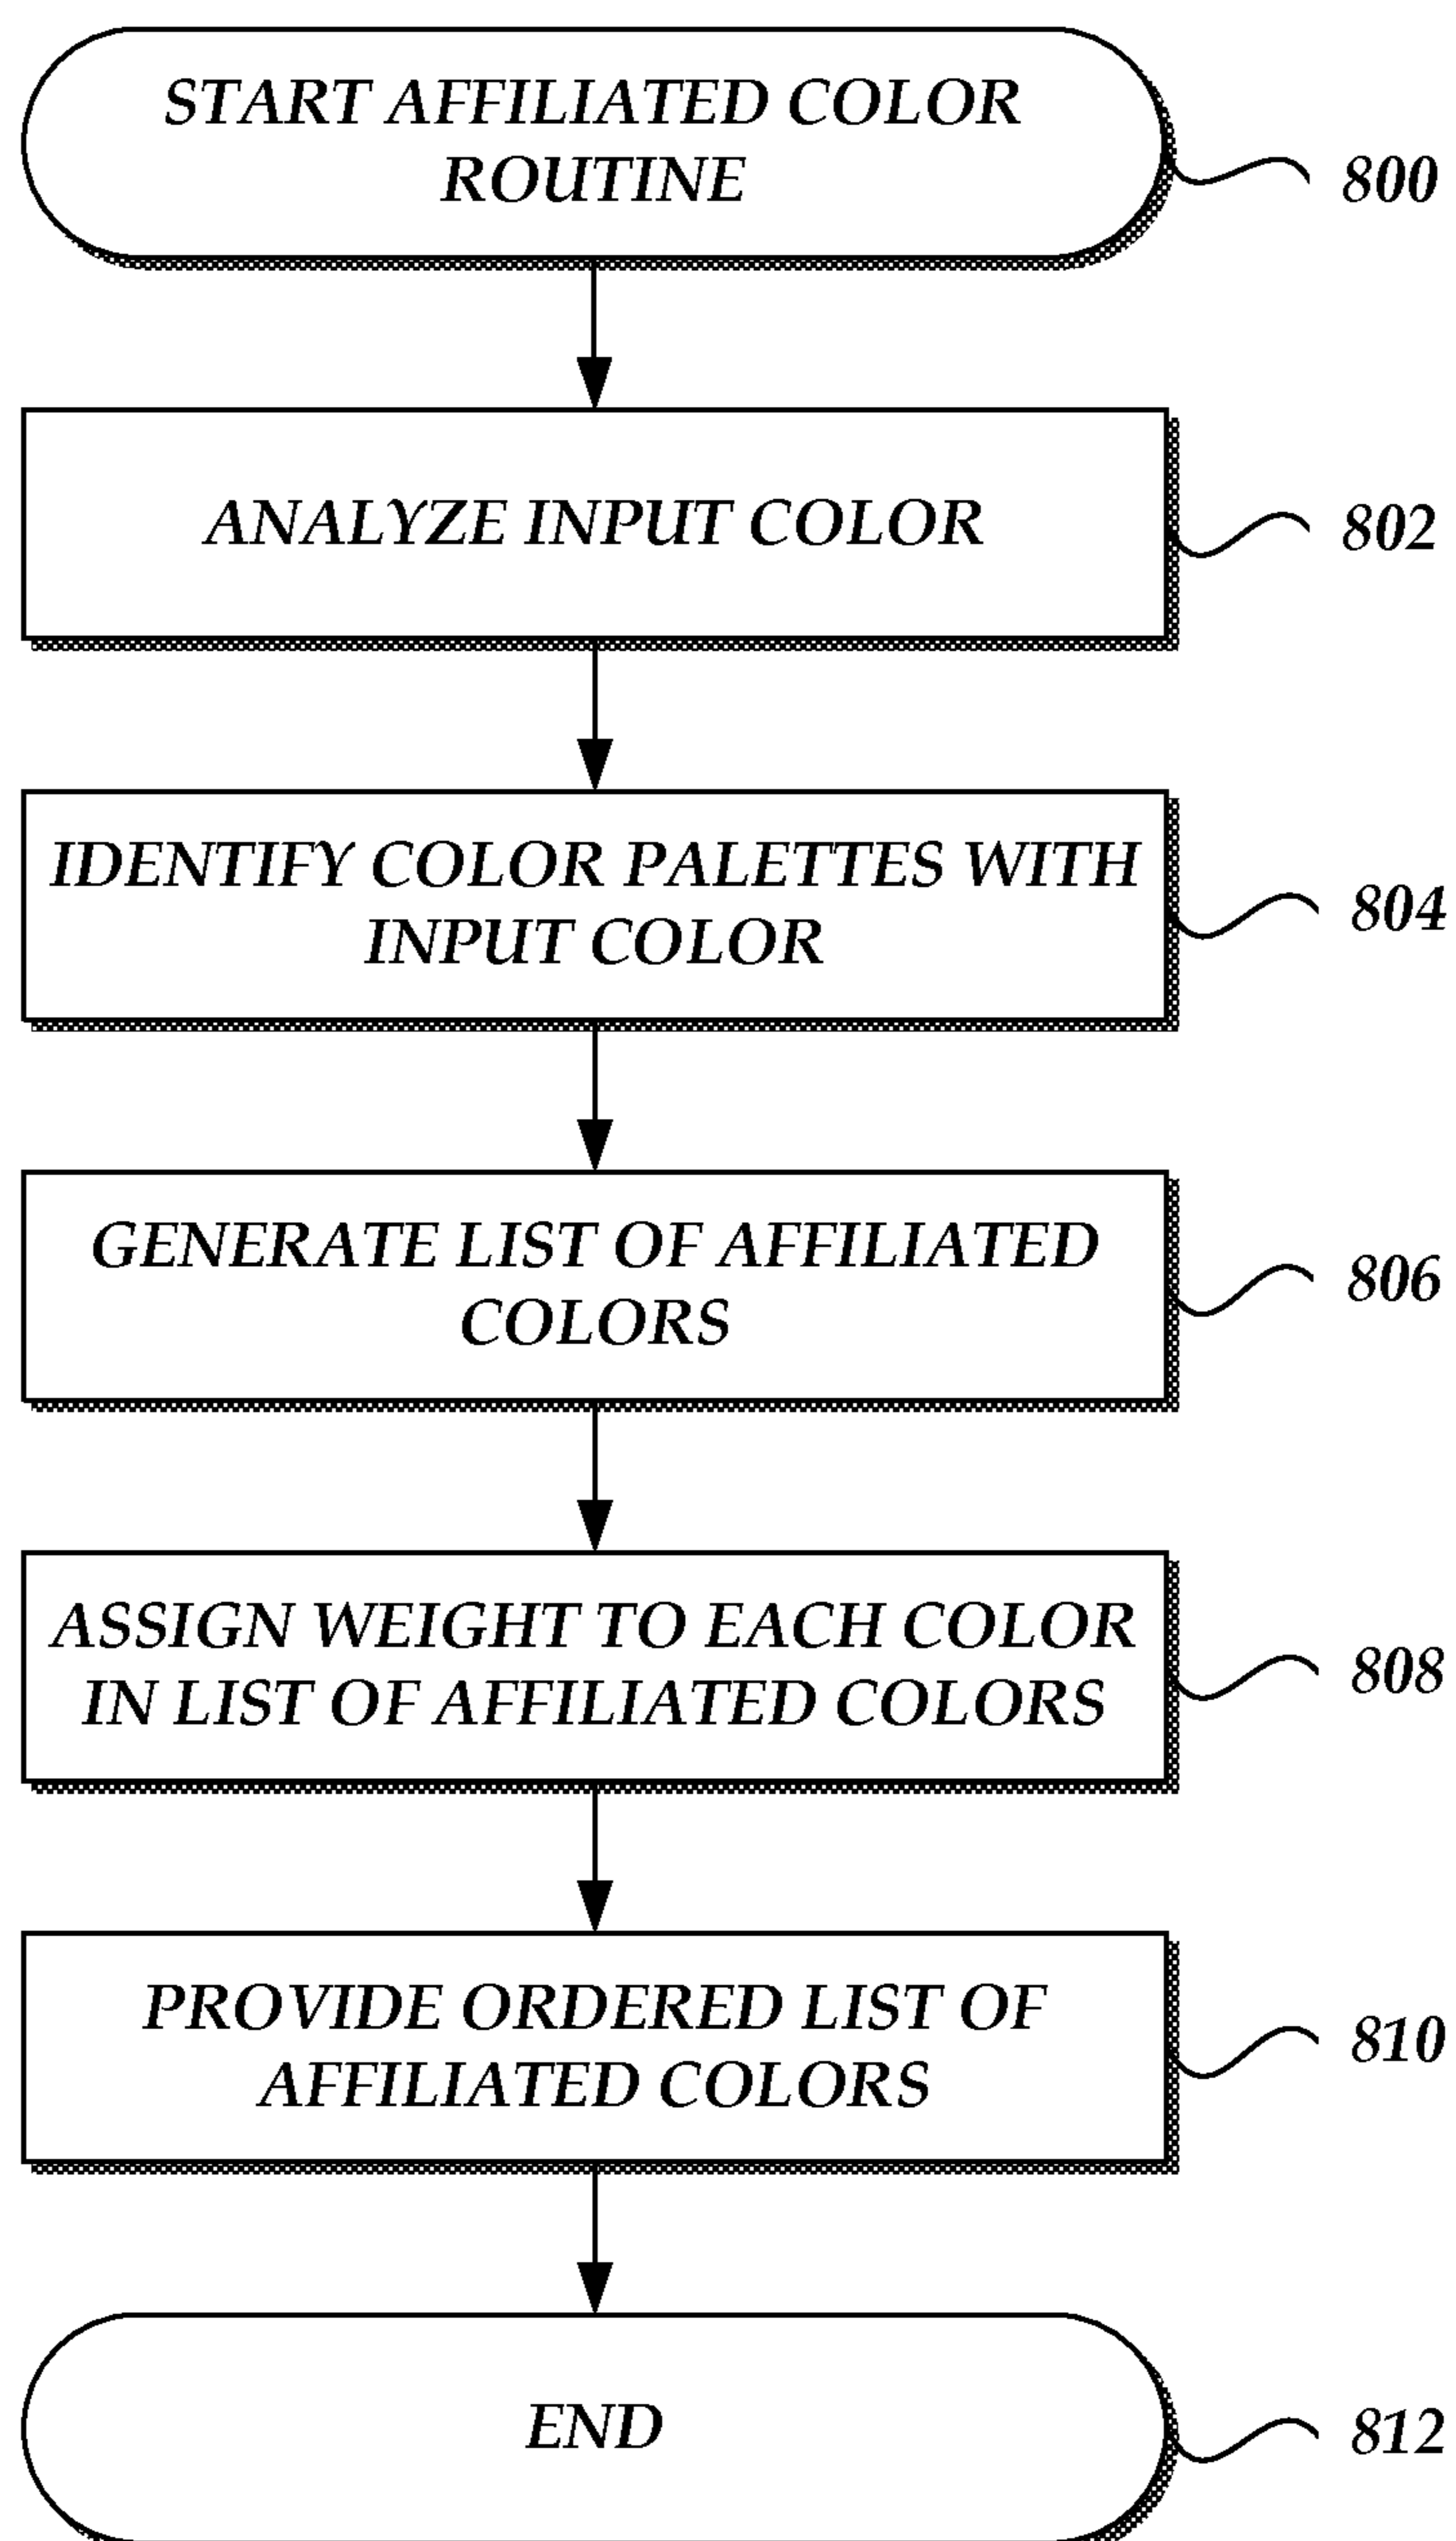 START AFFILIATED COLOR
ROUTINE
800
ANALYZE INPUT COLOR
802
IDENTIFY COLOR PALETTES WITH
INPUT COLOR
804
GENERATE LIST OF AFFILIATED
COLORS
806
ASSIGN WEIGHT TO EACH COLOR
IN LIST OF AFFILIATED COLORS
808
PROVIDE ORDERED LIST OF
AFFILIATED COLORS
810
END
812